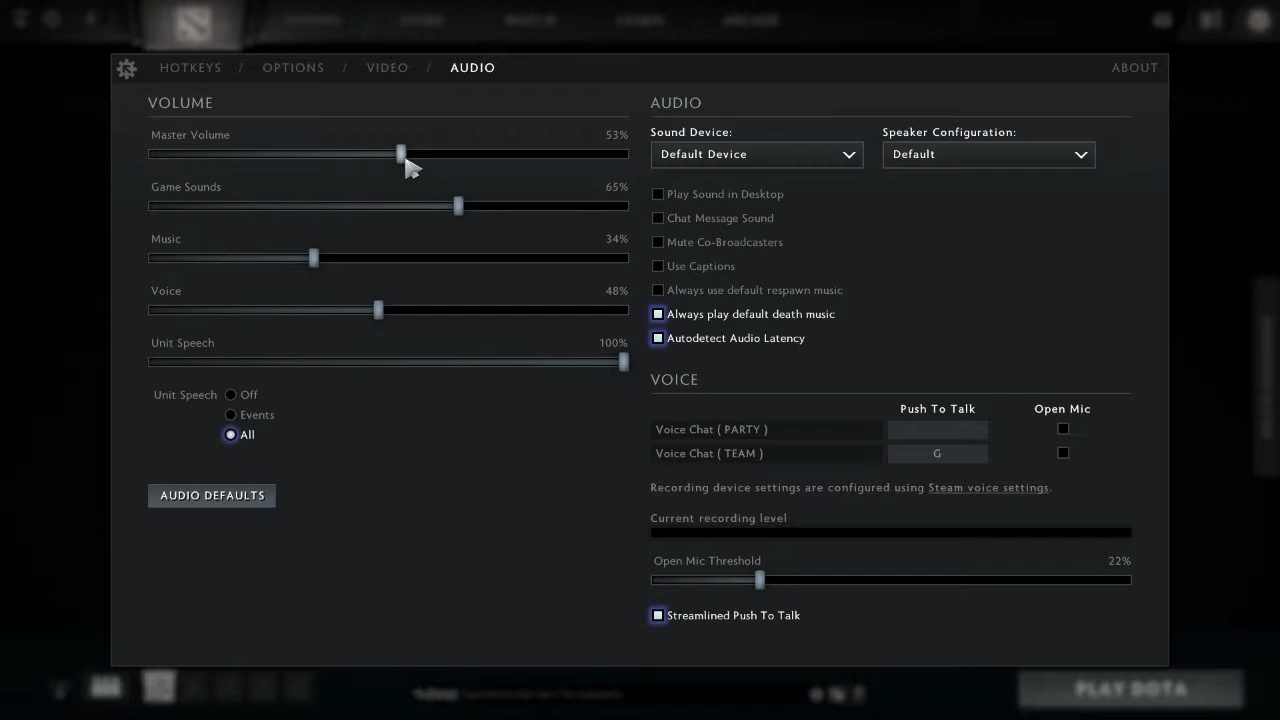 HOTKEYS / OPTIONS / VIDEO / AUDIO
ABOUT
VOLUME
Master Volume 53%
Game Sounds 65%
Music 34%
Voice 48%
Unit Speech 100%
Unit Speech Off
Events
All
AUDIO DEFAULTS
AUDIO
Sound Device: Speaker Configuration:
Default Device Default
Play Sound in Desktop
Chat Message Sound
Mute Co-Broadcasters
Use Captions
Always use default respawn music
Always play default death music
Autodetect Audio Latency
VOICE
Push To Talk Open Mic
Voice Chat ( PARTY )
Voice Chat ( TEAM ) G
Recording device settings are configured using Steam voice settings.
Current recording level
Open Mic Threshold 22%
Streamlined Push To Talk
PLAY DOTA